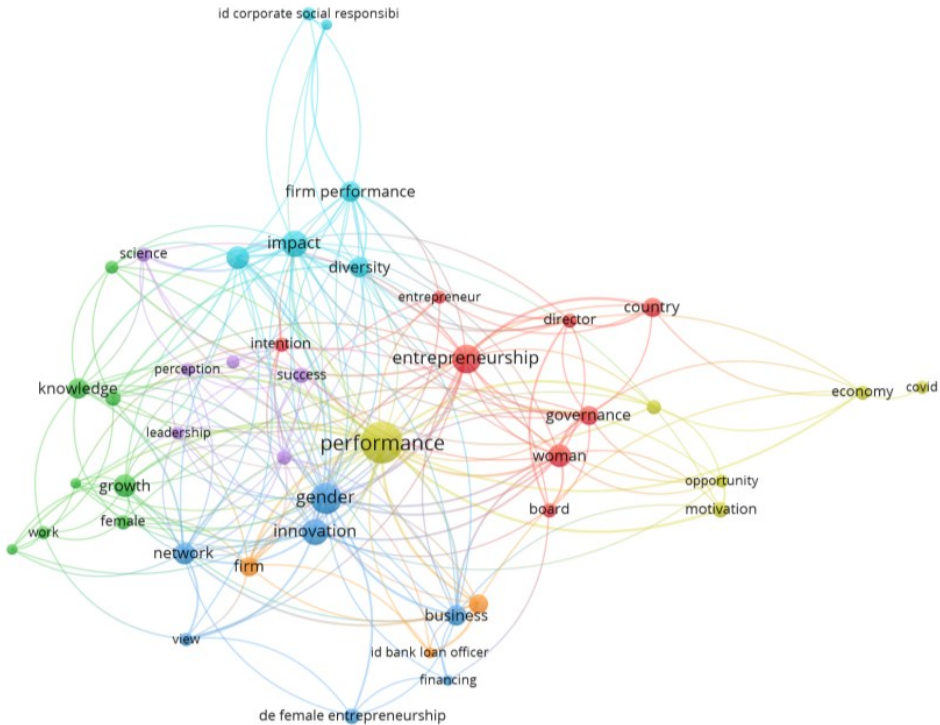 id corporate social responsibi
firm performance
impact
science
diversity
entrepreneur
country
director
intention
entrepreneurship
perception
success
knowledge
economy
covid
governance
leadership
performance
woman
opportunity
growth
gender
motivation
board
female
innovation
work
network
firm
business
view
id bank loan officer
financing
de female entrepreneurship